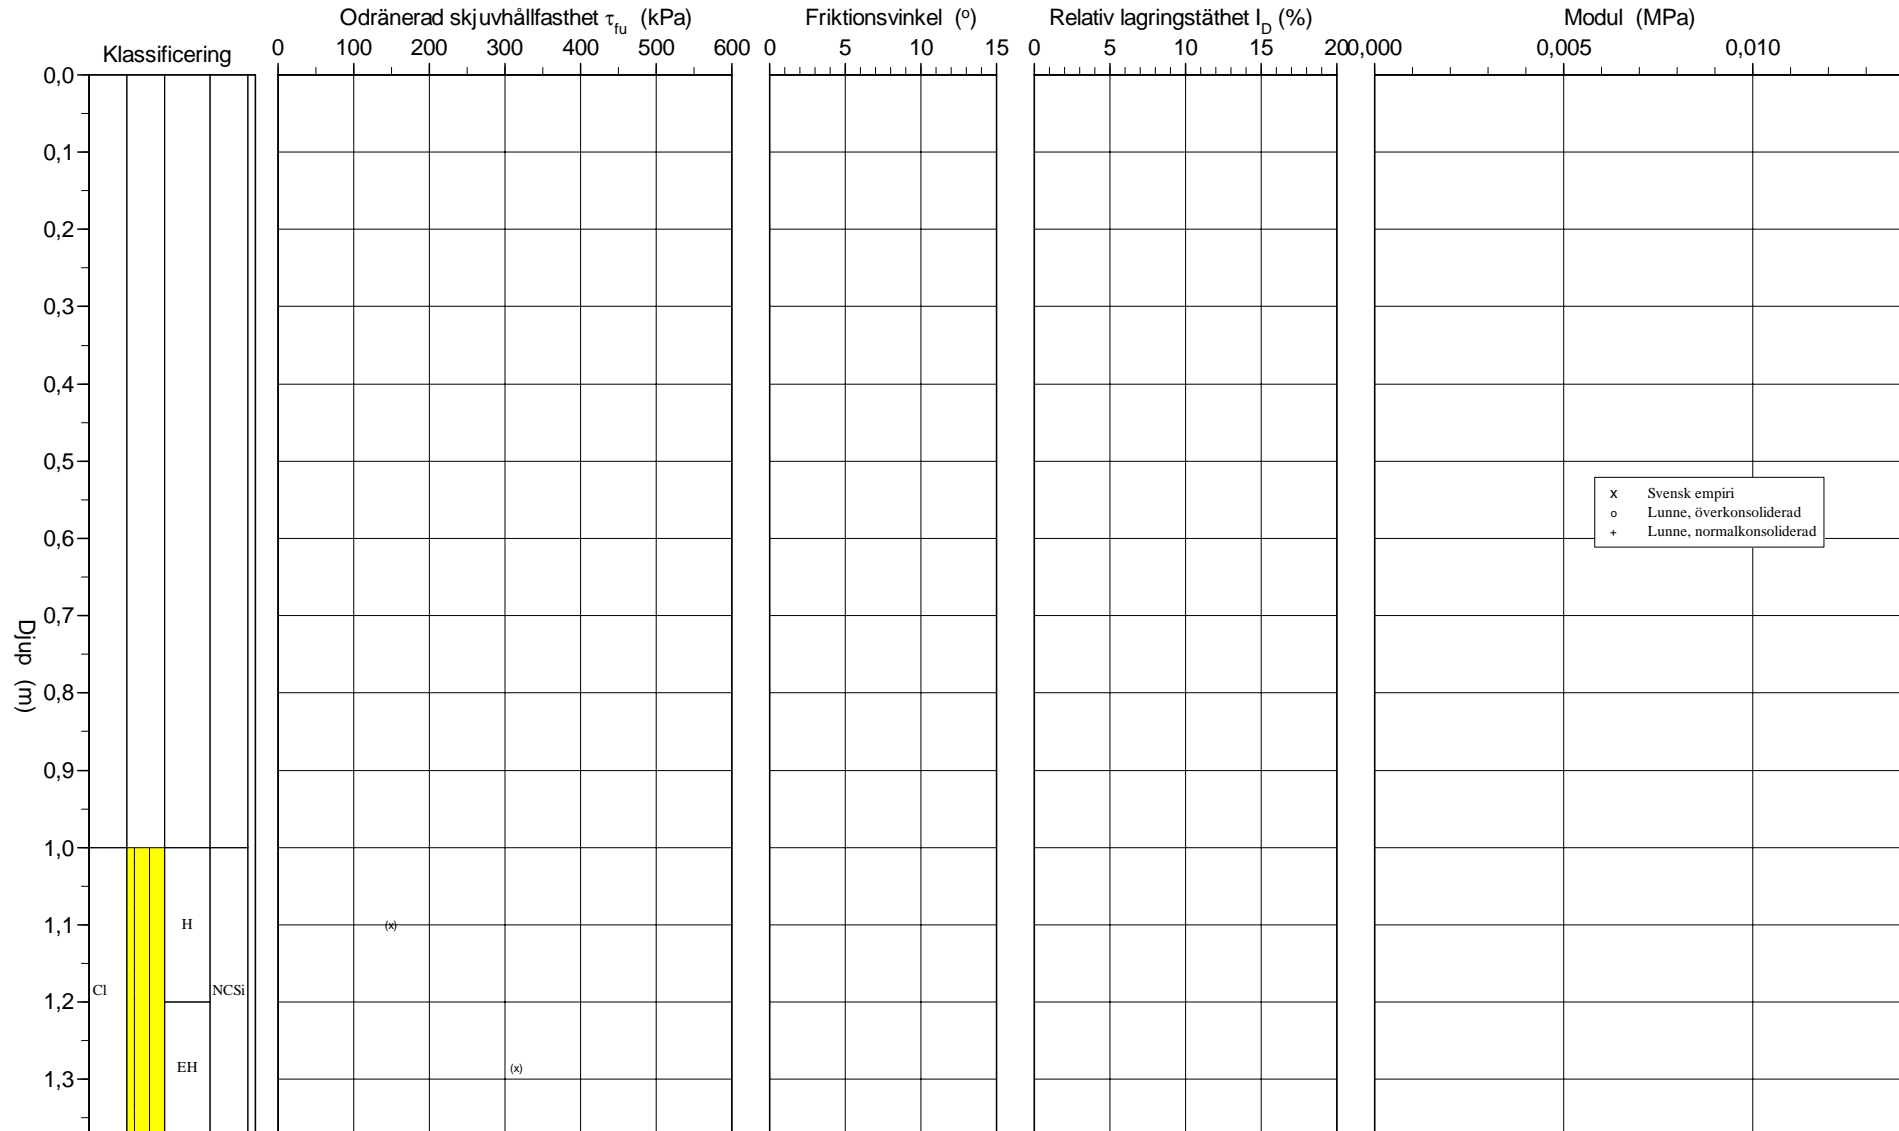 Odränerad skjuvhållfasthet τfu (kPa) Friktionsvinkel (o) Relativ lagringstäthet ID (%) Modul (MPa)
Klassificering 0 100 200 300 400 500 600 0 5 10 15 0 5 10 15 20 0,000 0,005 0,010
0,0
0,1
0,2
0,3
0,4
0,5
x Svensk empiri
o Lunne, överkonsoliderad
+ Lunne, normalkonsoliderad
0,6
0,7
Djup (m)
0,8
0,9
1,0
1,1 H (x)
Cl NCSi
1,2
EH (x)
1,3